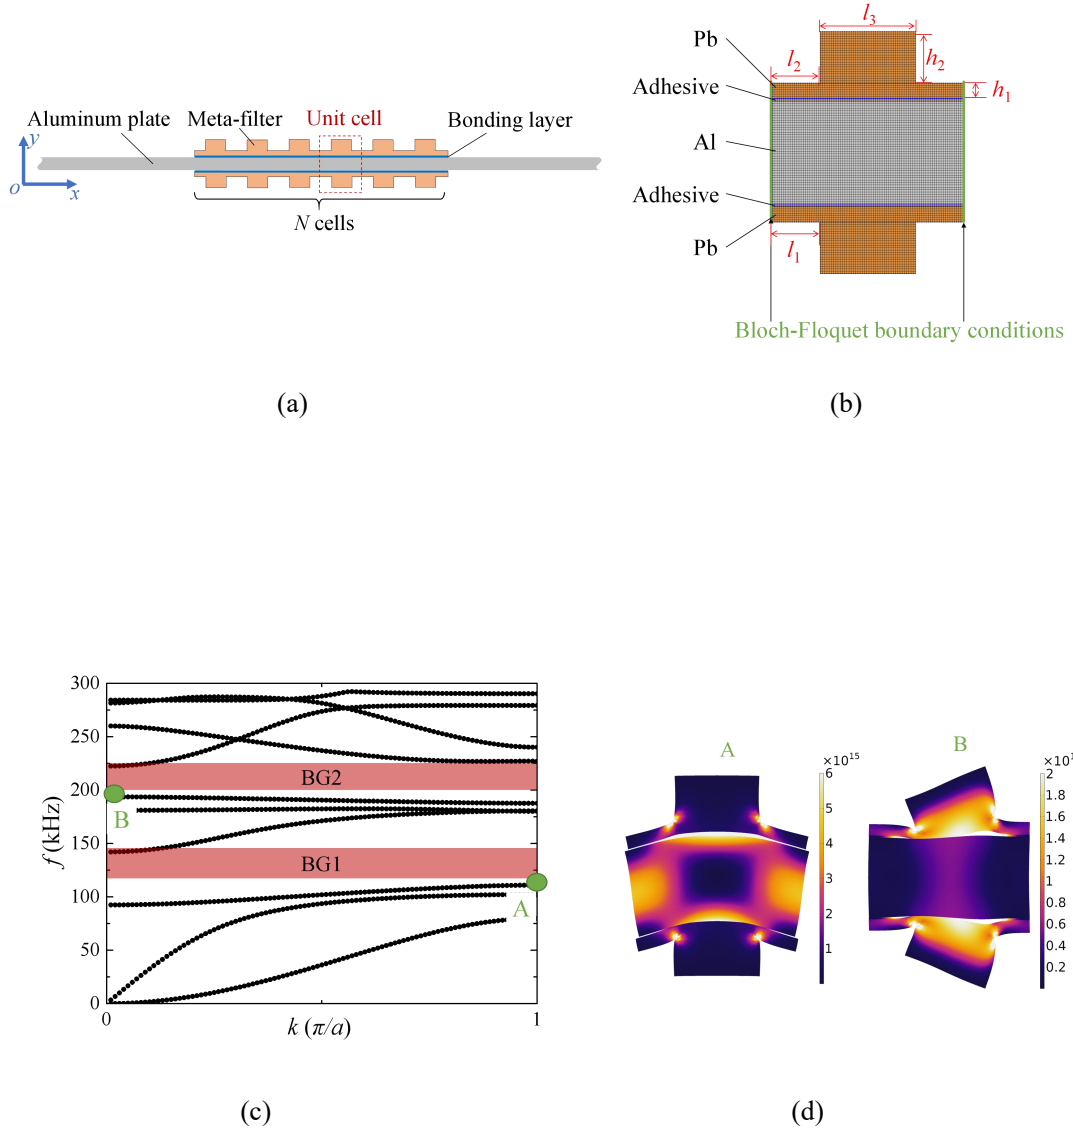 Aluminum plate
Meta-filter
Unit cell
Bonding layer
y
o
x
N cells
(a)
l3
Pb
l2
h2
Adhesive
h1
Al
Adhesive
l1
Pb
Bloch-Floquet boundary conditions
(b)
f (kHz)
300
250
200
150
100
50
0
BG2
B
BG1
A
0
1
k (π/a)
(c)
A
×10¹⁵
6
5
4
3
2
1
B
2
1.8
1.6
1.4
1.2
1
0.8
0.6
0.4
0.2
(d)